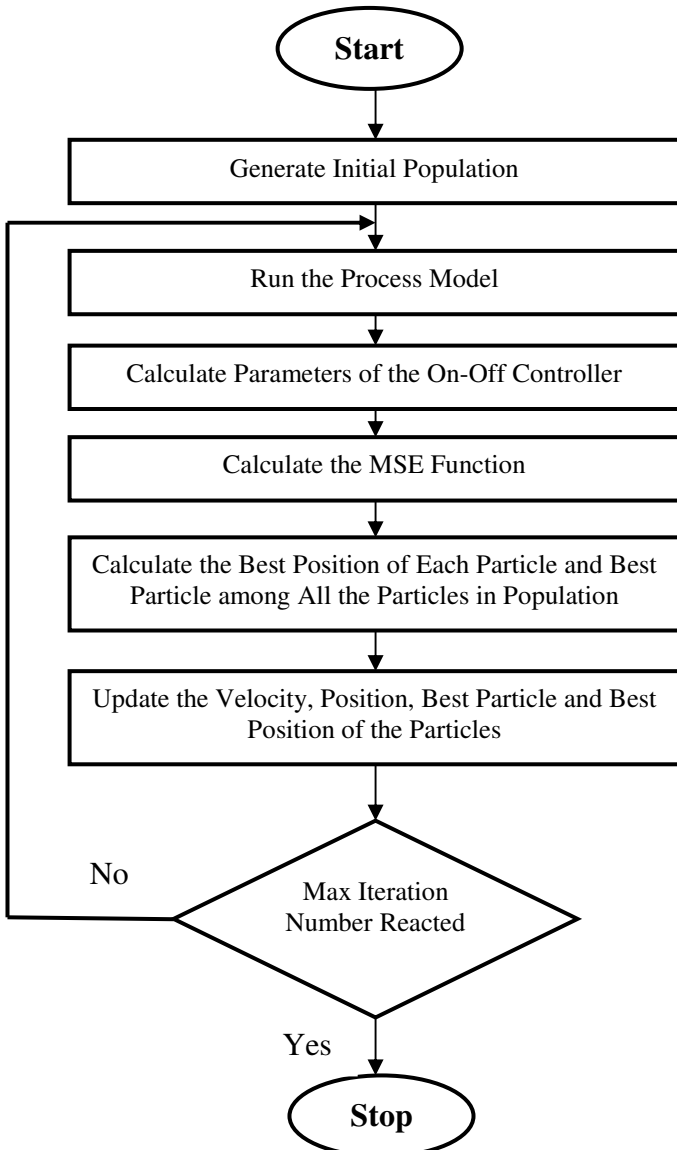 Start
Generate Initial Population
Run the Process Model
Calculate Parameters of the On-Off Controller
Calculate the MSE Function
Calculate the Best Position of Each Particle and Best
Particle among All the Particles in Population
Update the Velocity, Position, Best Particle and Best
Position of the Particles
No
Max Iteration
Number Reacted
Yes
Stop